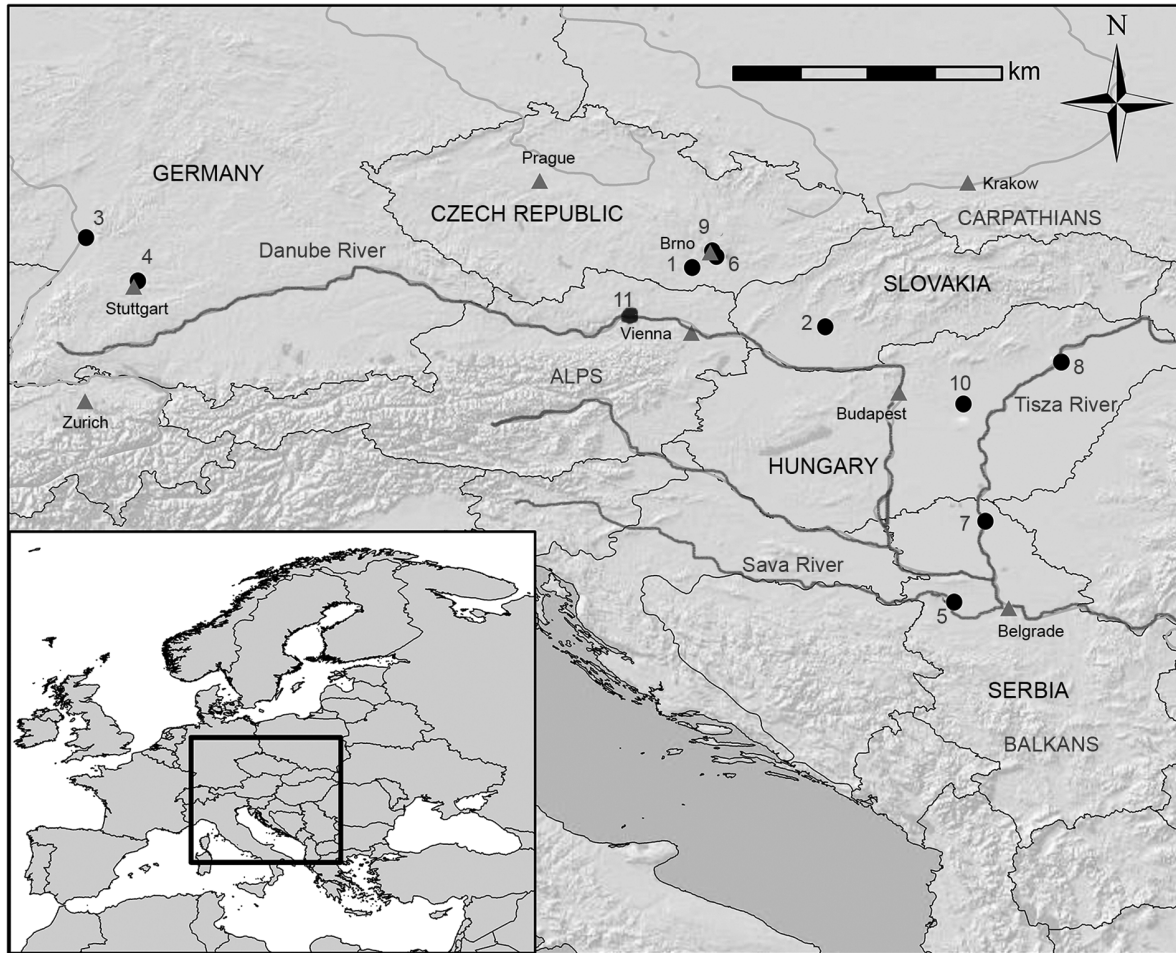 N
km
Prague
Krakow
GERMANY
CZECH REPUBLIC
CARPATHIANS
3
9
Brno
Danube River
4
1
6
SLOVAKIA
Stuttgart
11
2
Vienna
8
ALPS
10
Tisza River
Zurich
Budapest
HUNGARY
7
Sava River
5
Belgrade
SERBIA
BALKANS